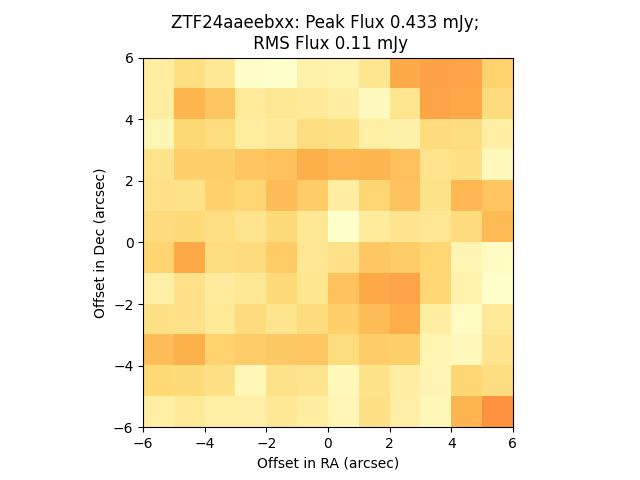 ZTF24aaeebxx: Peak Flux 0.433 mJy;
RMS Flux 0.11 mJy
6
4
2
0
−2
−4
−6
Offset in Dec (arcsec)
−6 −4 −2 0 2 4 6
Offset in RA (arcsec)